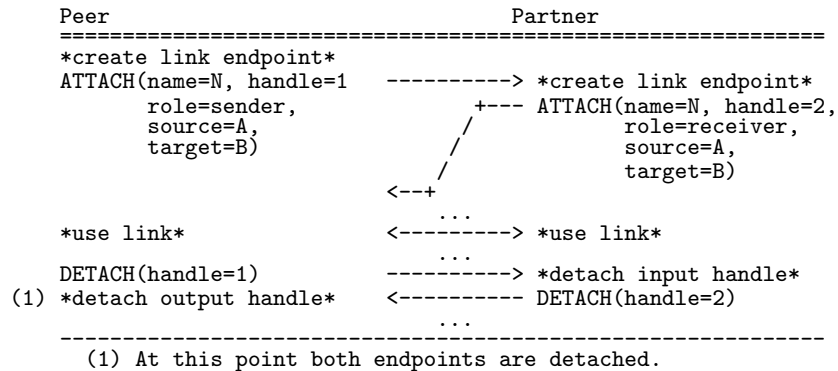 Peer                               Partner
    =============================================================
    *create link endpoint*
    ATTACH(name=N, handle=1   ----------> *create link endpoint*
           role=sender,              +--- ATTACH(name=N, handle=2,
           source=A,                /            role=receiver,
           target=B)               /             source=A,
                                  /              target=B)
                              <--+
                                  ...
    *use link*                <---------> *use link*
                                  ...
    DETACH(handle=1)          ----------> *detach input handle*
(1) *detach output handle*    <---------- DETACH(handle=2)
                                  ...
    -------------------------------------------------------------
      (1) At this point both endpoints are detached.